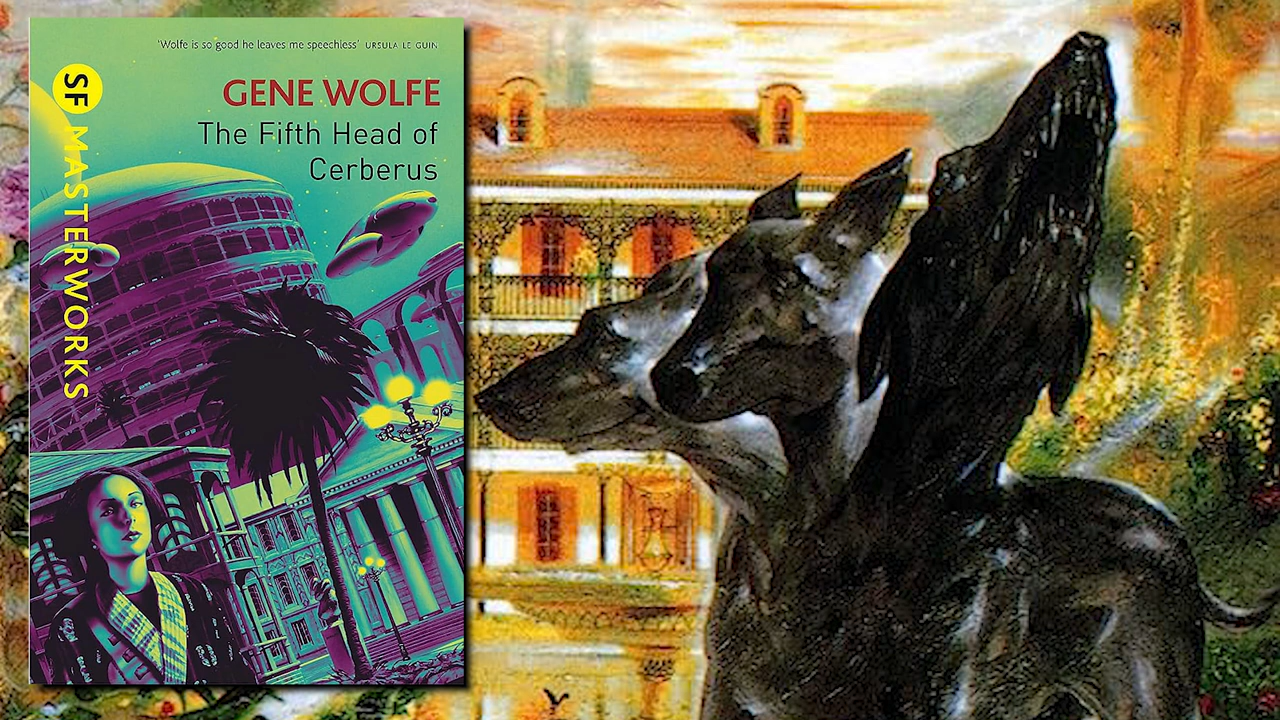 'Wolfe is so good he leaves me speechless' URSULA LE GUIN
SF MASTERWORKS
GENE WOLFE
The Fifth Head of
Cerberus